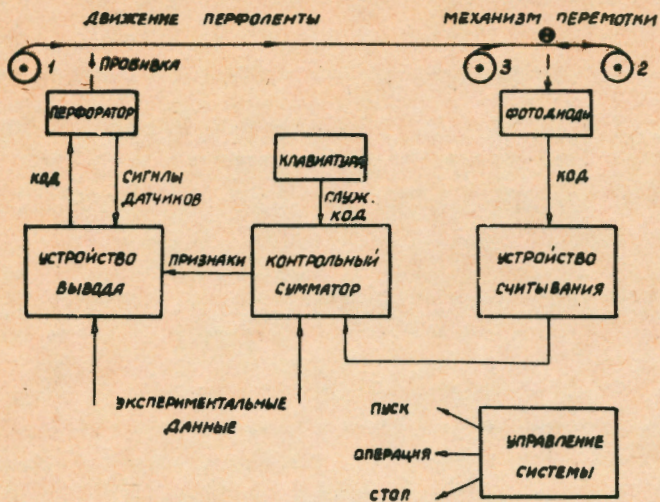 ДВИЖЕНИЕ ПЕРФОЛЕНТЫ
МЕХАНИЗМ ПЕРЕМОТКИ
1
ПРОБИВКА
3
2
ПЕРФОРАТОР
ФОТОДИОДЫ
КЛАВИАТУРА
КОД
СИГНЛЫ
ДАТЧИКОВ
СЛУЖ.
КОД
КОД
УСТРОЙСТВО
ВЫВОДА
ПРИЗНАКИ
КОНТРОЛЬНЫЙ
СУММАТОР
УСТРОЙСТВО
СЧИТЫВАНИЯ
ЭКСПЕРИМЕНТАЛЬНЫЕ
ДАННЫЕ
ПУСК
ОПЕРАЦИЯ
СТОП
УПРАВЛЕНИЕ
СИСТЕМЫ